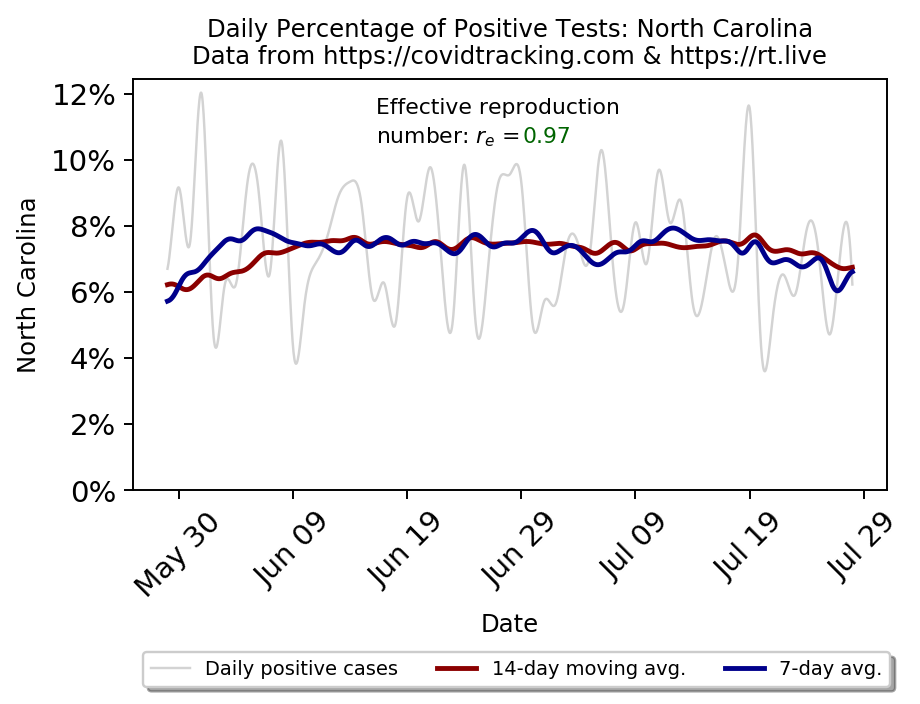 Daily Percentage of Positive Tests: North Carolina
Data from https://covidtracking.com & https://rt.live
Effective reproduction
number: rₑ =0.97
12%
10%
8%
6%
4%
2%
0%
North Carolina
May 30
Jun 09
Jun 19
Jun 29
Jul 09
Jul 19
Jul 29
Date
Daily positive cases
14-day moving avg.
7-day avg.